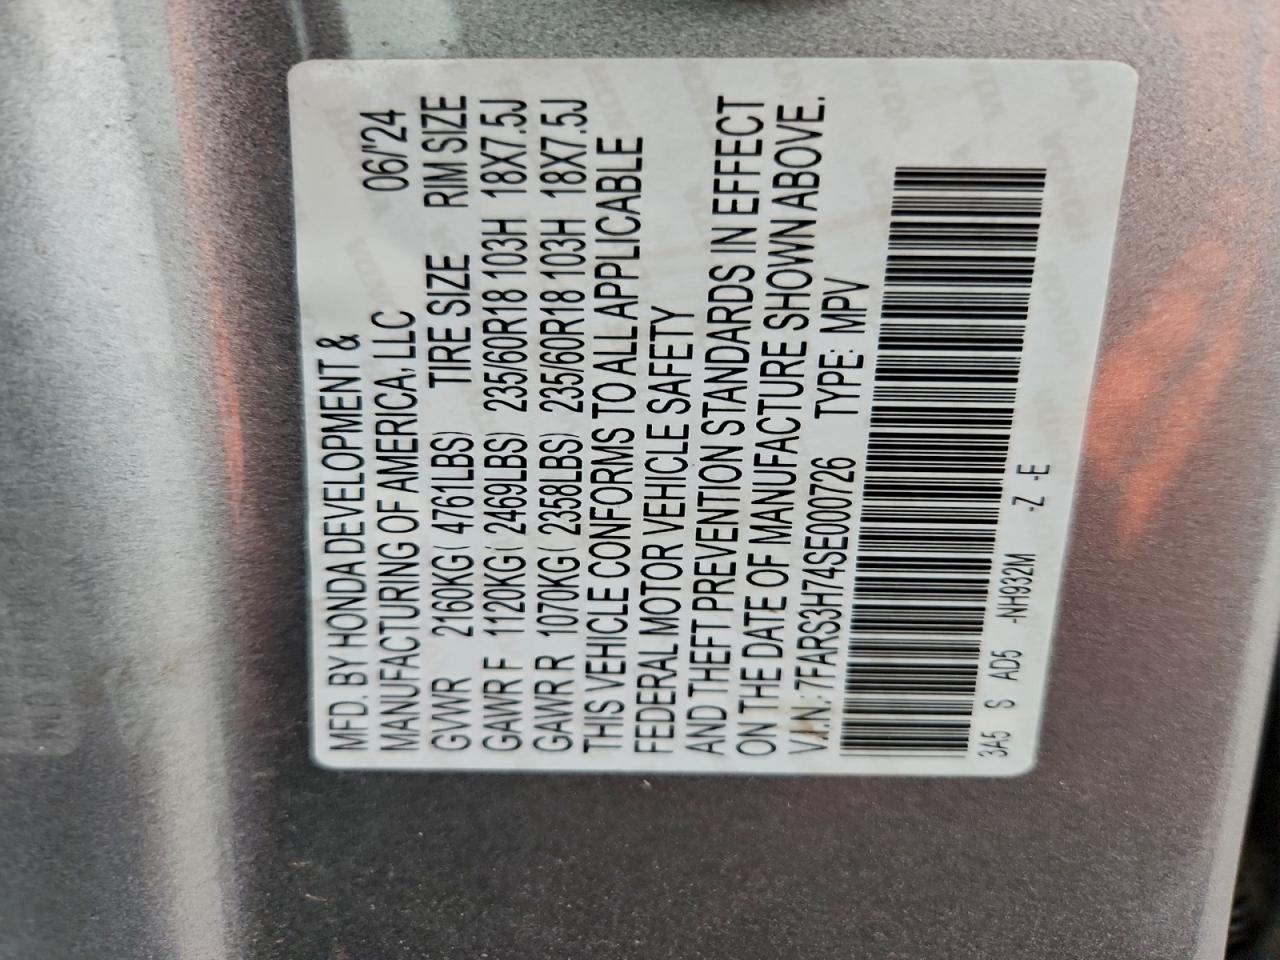 MFD. BY HONDA DEVELOPMENT &
MANUFACTURING OF AMERICA, LLC 06/'24
GVWR 2160KG( 4761LBS) TIRE SIZE RIM SIZE
GAWR F 1120KG( 2469LBS) 235/60R18 103H 18X7.5J
GAWR R 1070KG( 2358LBS) 235/60R18 103H 18X7.5J
THIS VEHICLE CONFORMS TO ALL APPLICABLE
FEDERAL MOTOR VEHICLE SAFETY
AND THEFT PREVENTION STANDARDS IN EFFECT
ON THE DATE OF MANUFACTURE SHOWN ABOVE.
V.I.N.: 7FARS3H74SE000726 TYPE: MPV
3A5 S AD5 -NH932M -Z -E